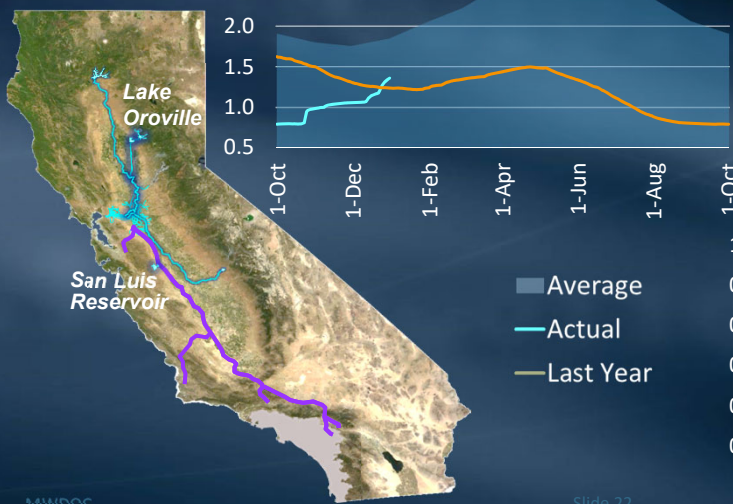 2.0
1.5
1.0
0.5
1-Oct
1-Dec
1-Feb
1-Apr
1-Jun
1-Aug
1-Oct
Lake
Oroville
San Luis
Reservoir
Average
Actual
Last Year
Slide 22